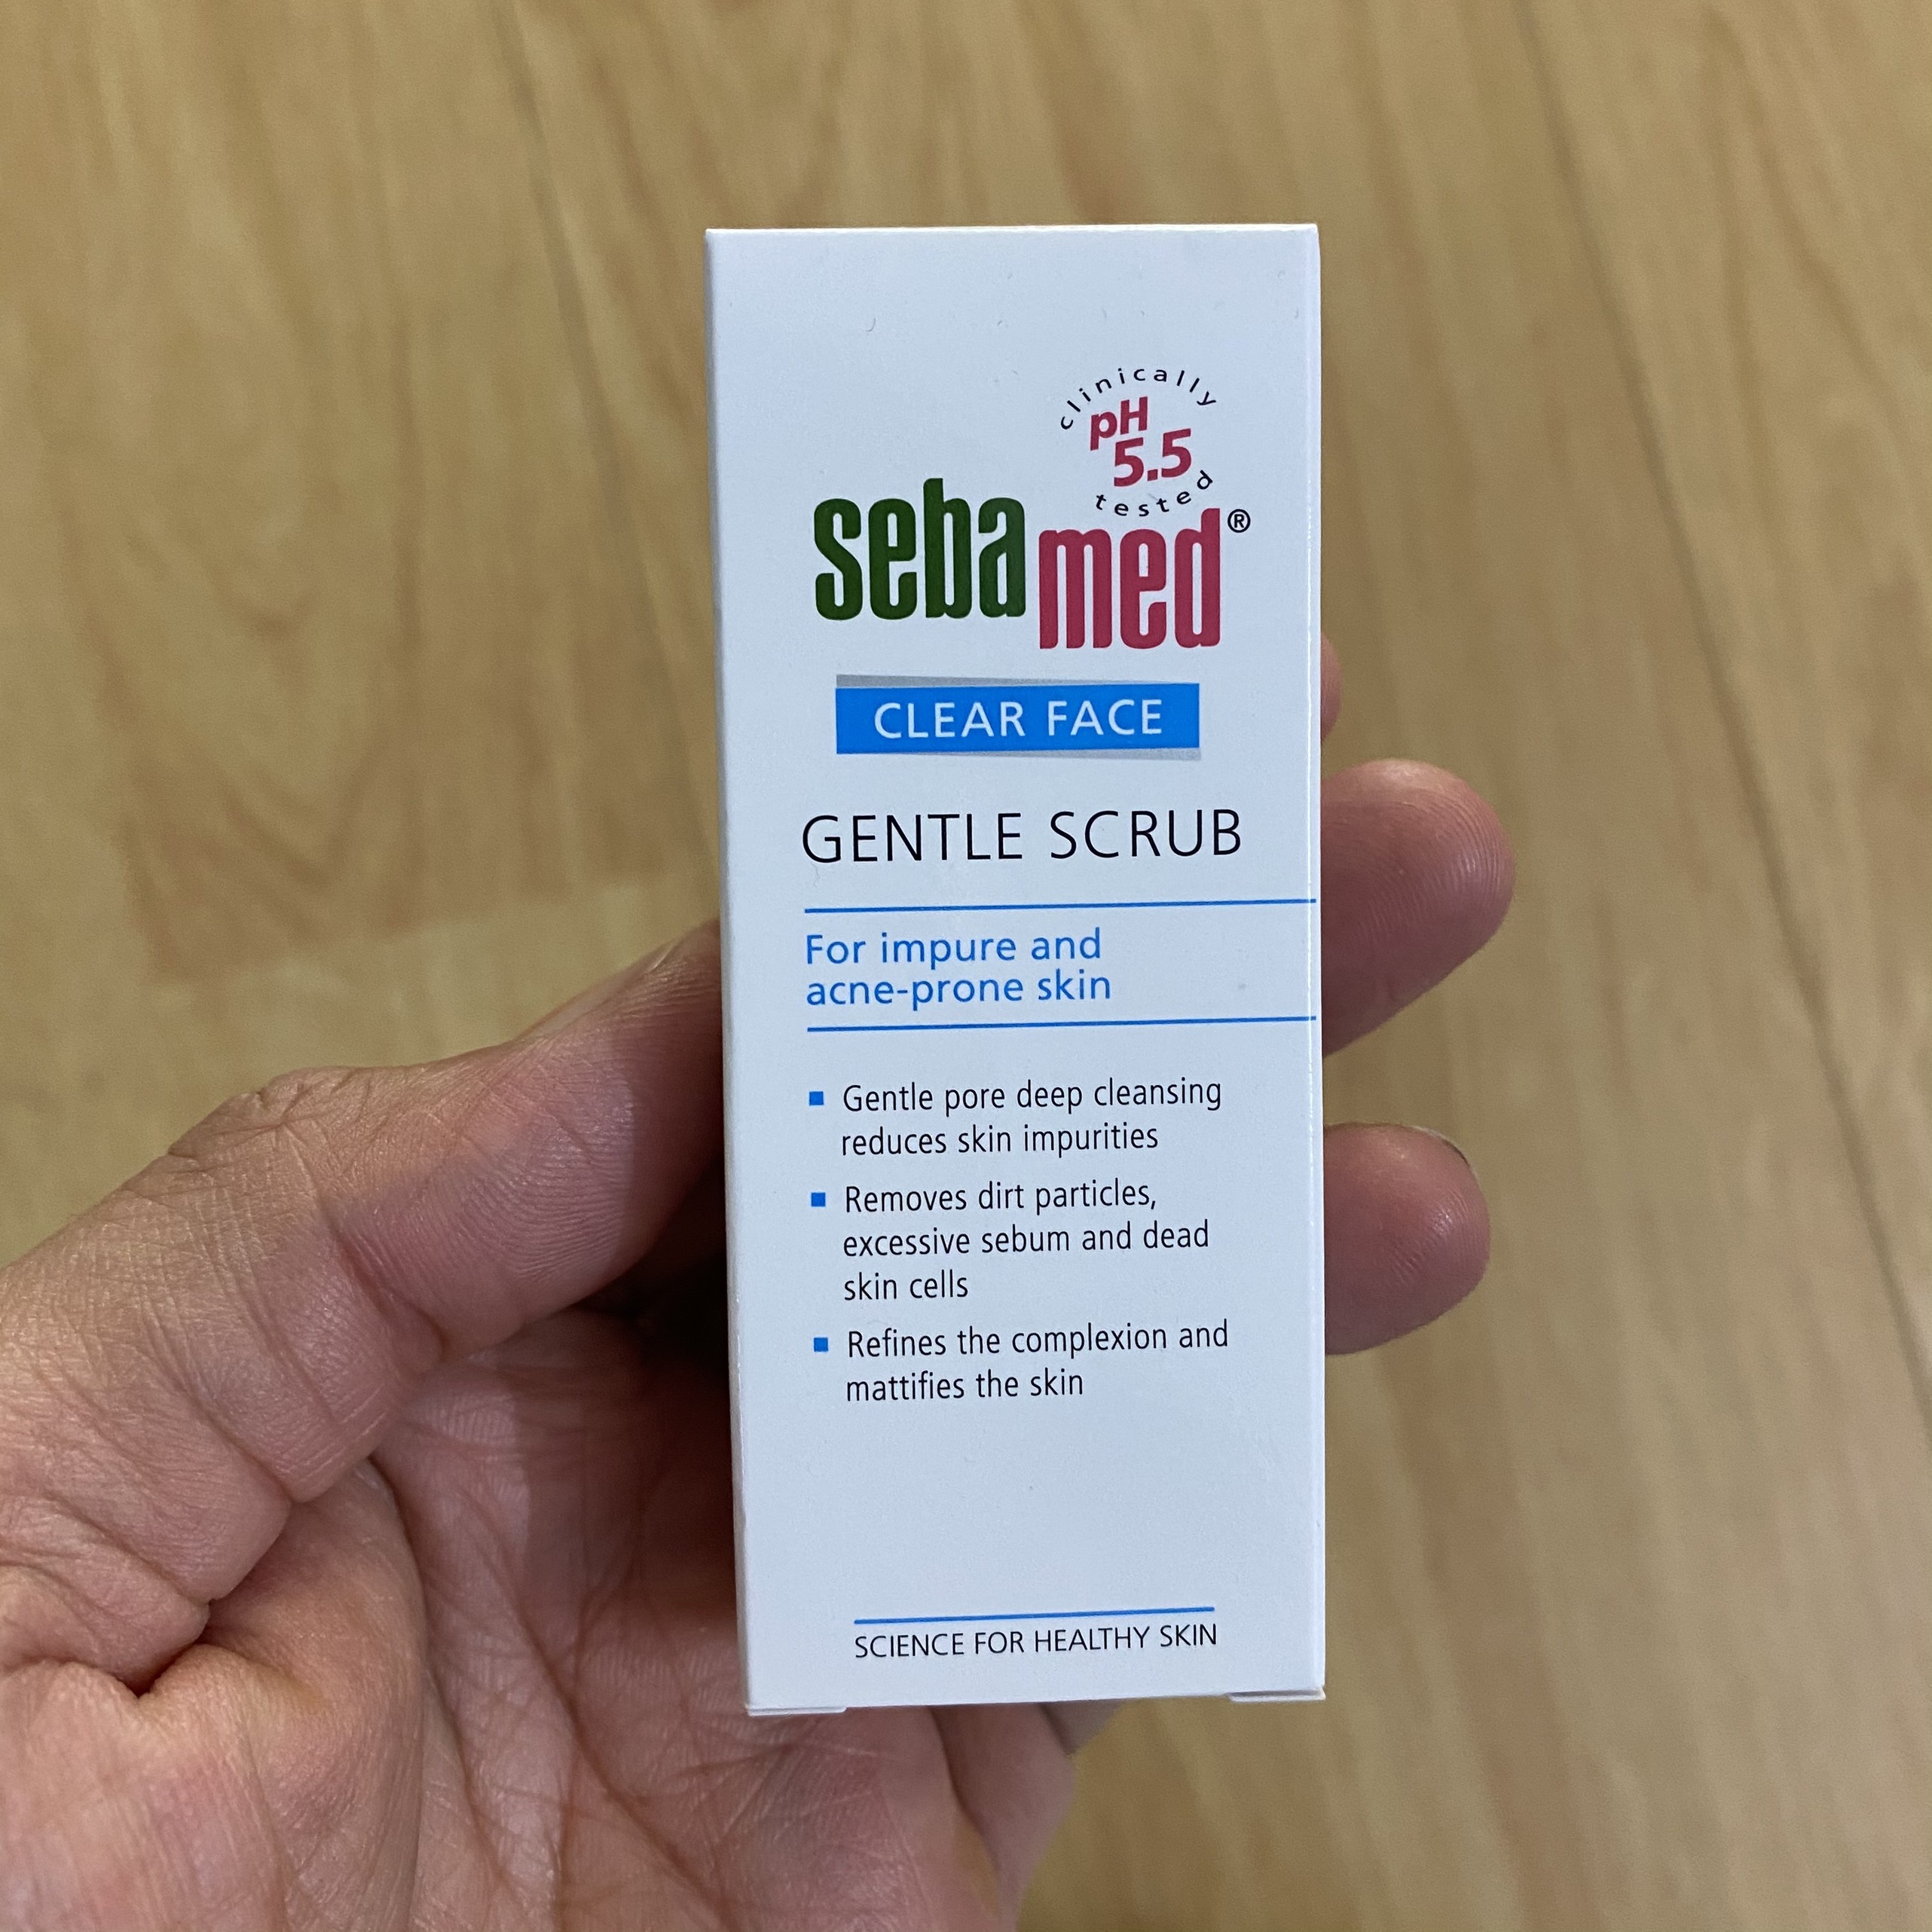 clinically
pH
5.5
tested
sebamed®
CLEAR FACE
GENTLE SCRUB
For impure and
acne-prone skin
▪ Gentle pore deep cleansing
reduces skin impurities
▪ Removes dirt particles,
excessive sebum and dead
skin cells
▪ Refines the complexion and
mattifies the skin
SCIENCE FOR HEALTHY SKIN